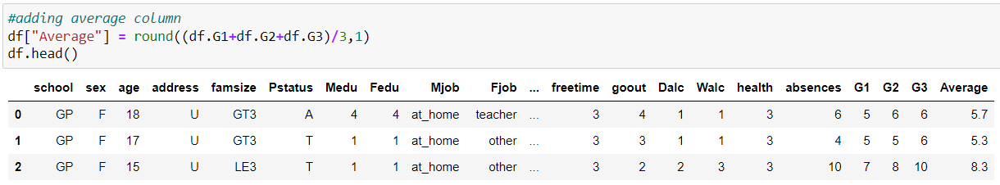 #adding average column
df["Average"] = round((df.G1+df.G2+df.G3)/3,1)
df.head()
school sex age address famsize Pstatus Medu Fedu Mjob Fjob ... freetime goout Dalc Walc health absences G1 G2 G3 Average
0 GP F 18 U GT3 A 4 4 at_home teacher ... 3 4 1 1 3 6 5 6 6 5.7
1 GP F 17 U GT3 T 1 1 at_home other ... 3 3 1 1 3 4 5 5 6 5.3
2 GP F 15 U LE3 T 1 1 at_home other ... 3 2 2 3 3 10 7 8 10 8.3